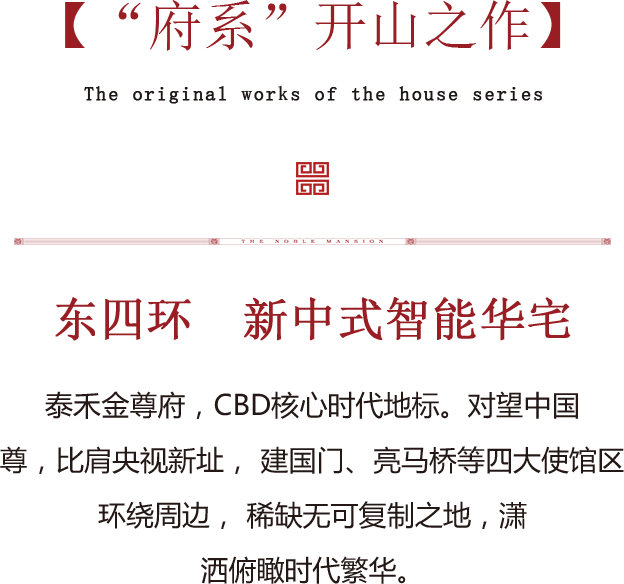 【“府系”开山之作】
The original works of the house series
THE NOBLE MANSION
东四环 新中式智能华宅
泰禾金尊府，CBD核心时代地标。对望中国
尊，比肩央视新址， 建国门、亮马桥等四大使馆区
环绕周边， 稀缺无可复制之地，潇
洒俯瞰时代繁华。